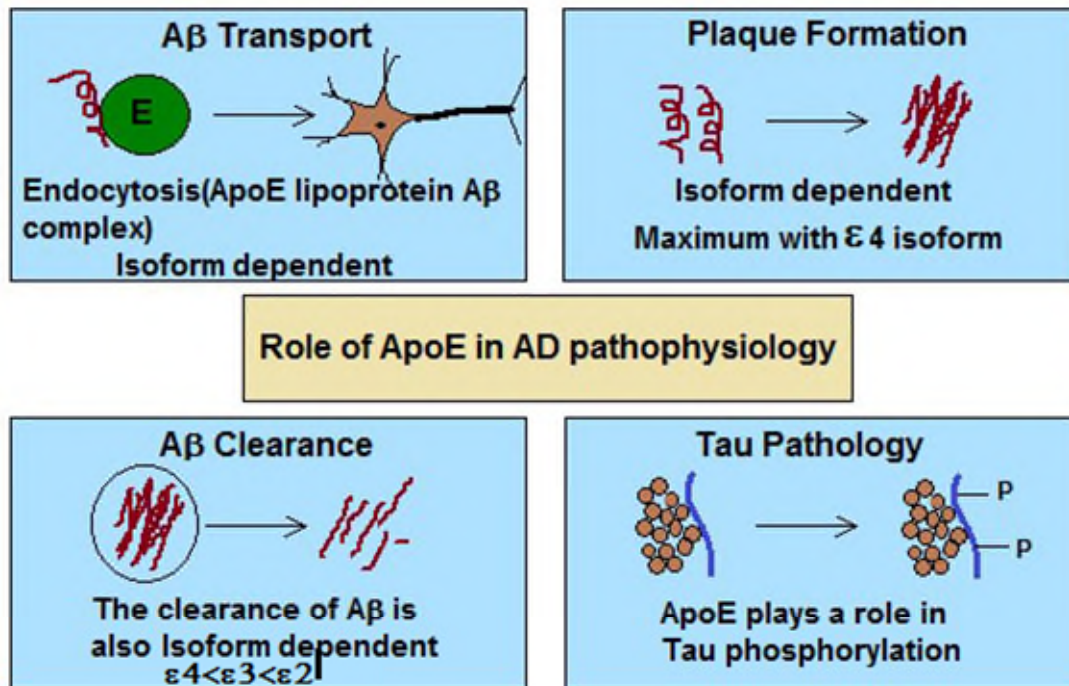 Aβ Transport
E
Endocytosis(ApoE lipoprotein Aβ
complex)
Isoform dependent
Plaque Formation
Isoform dependent
Maximum with ε4 isoform
Role of ApoE in AD pathophysiology
Aβ Clearance
The clearance of Aβ is
also Isoform dependent
ε4<ε3<ε2
Tau Pathology
P
P
ApoE plays a role in
Tau phosphorylation